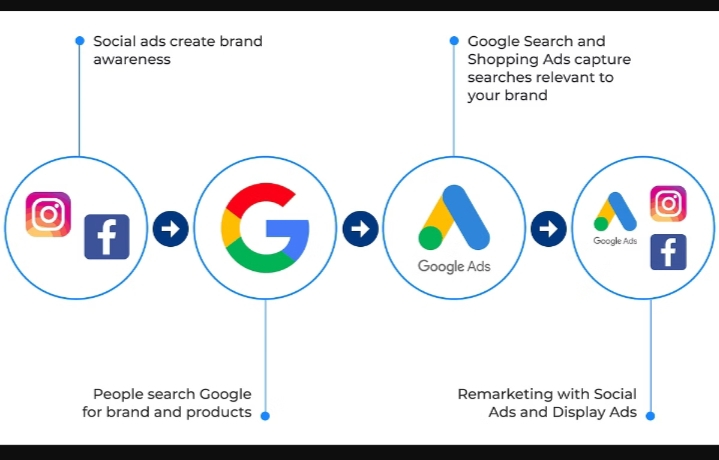 Social ads create brand
awareness
Google Search and
Shopping Ads capture
searches relevant to
your brand
Google Ads
Google Ads
People search Google
for brand and products
Remarketing with Social
Ads and Display Ads